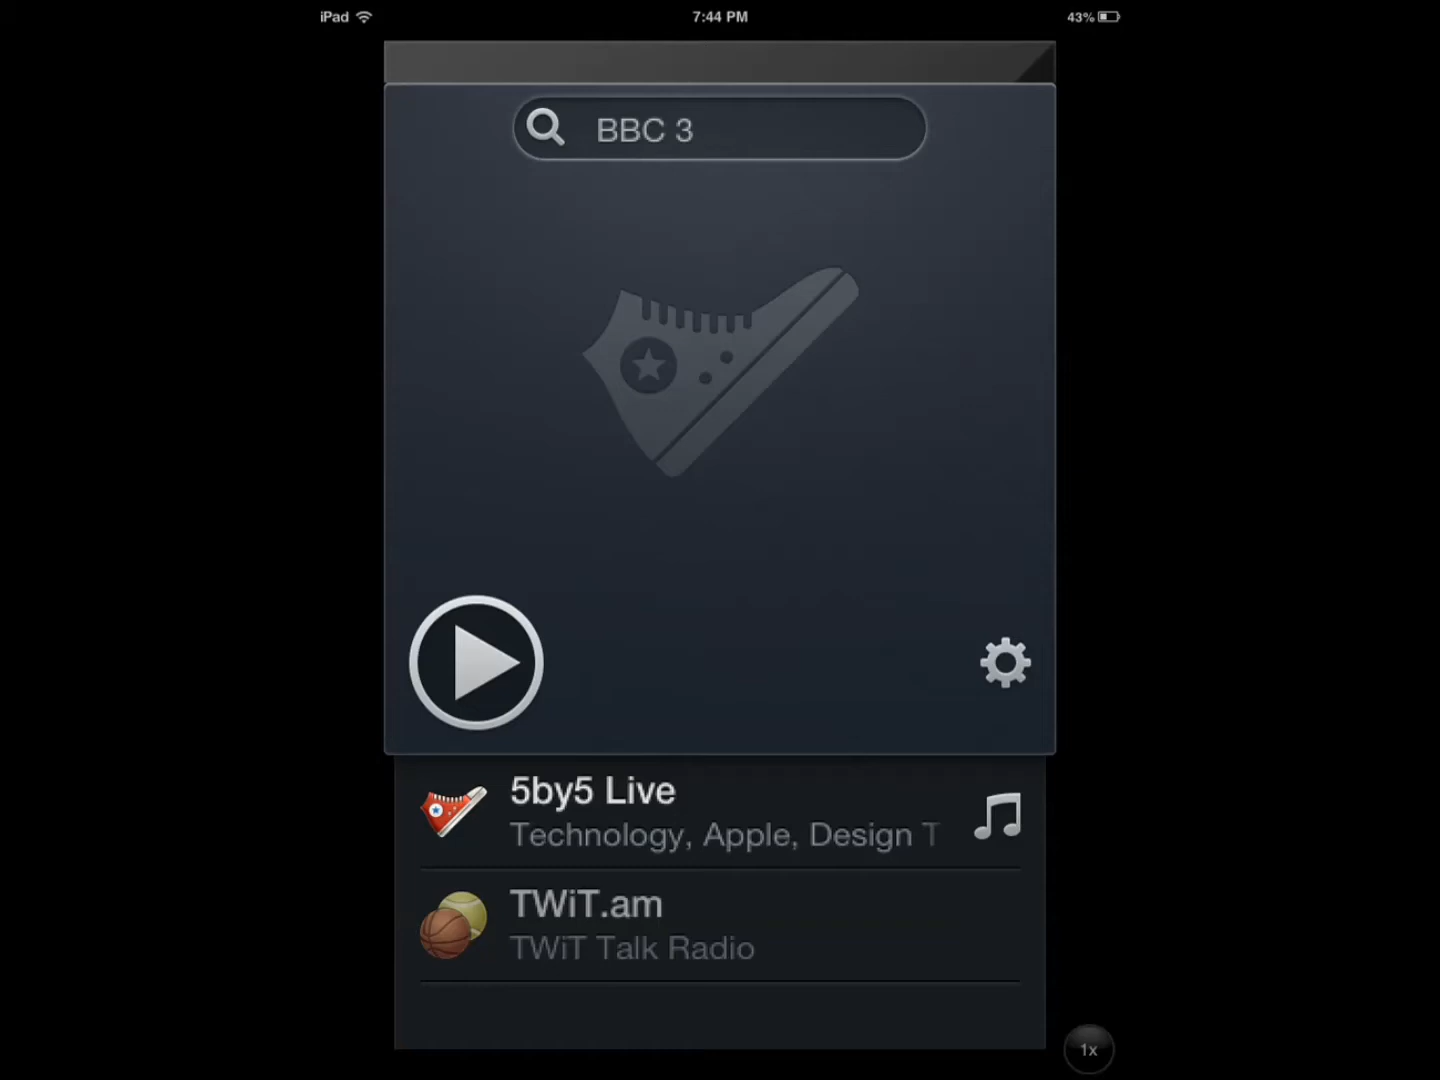 iPad
7:44 PM
43%
BBC 3
5by5 Live
Technology, Apple, Design T
TWiT.am
TWiT Talk Radio
1x